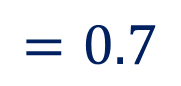 = 0.7